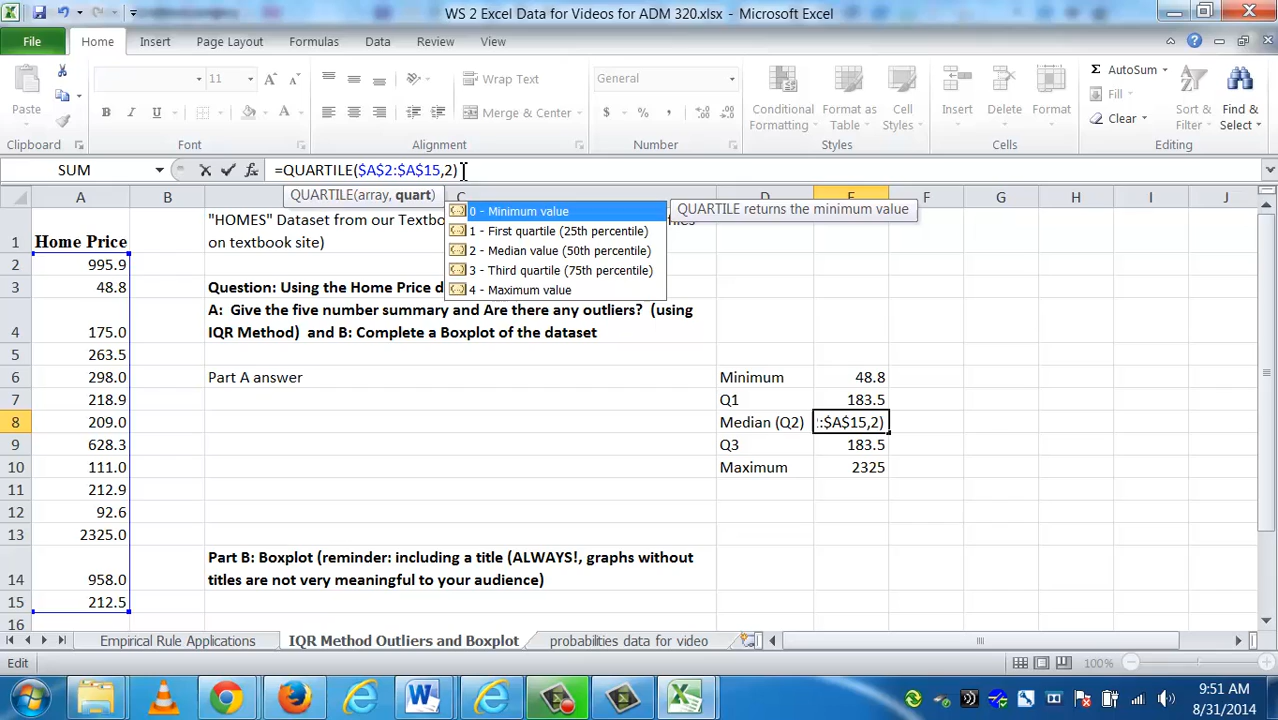 WS 2 Excel Data for Videos for ADM 320.xlsx - Microsoft Excel
File Home Insert Page Layout Formulas Data Review View
Paste
11
Wrap Text
Merge & Center
General
$ % ,
Conditional Formatting
Format as Table
Cell Styles
Insert
Delete
Format
AutoSum
Fill
Clear
Sort & Filter
Find & Select
Clipboard Font Alignment Number Styles Cells Editing
SUM =QUARTILE($A$2:$A$15,2)
QUARTILE(array, quart)
0 - Minimum value
1 - First quartile (25th percentile)
2 - Median value (50th percentile)
3 - Third quartile (75th percentile)
4 - Maximum value
QUARTILE returns the minimum value
A B C D E F G H I J
"HOMES" Dataset from our Textbo
on textbook site)
1 Home Price
2 995.9
3 48.8 Question: Using the Home Price d
A: Give the five number summary and Are there any outliers? (using
4 175.0 IQR Method) and B: Complete a Boxplot of the dataset
5 263.5
6 298.0 Part A answer Minimum 48.8
7 218.9 Q1 183.5
8 209.0 Median (Q2) :$A$15,2)
9 628.3 Q3 183.5
10 111.0 Maximum 2325
11 212.9
12 92.6
13 2325.0
Part B: Boxplot (reminder: including a title (ALWAYS!, graphs without
14 958.0 titles are not very meaningful to your audience)
15 212.5
16
Empirical Rule Applications IQR Method Outliers and Boxplot probabilities data for video
Edit 100%
9:51 AM
8/31/2014